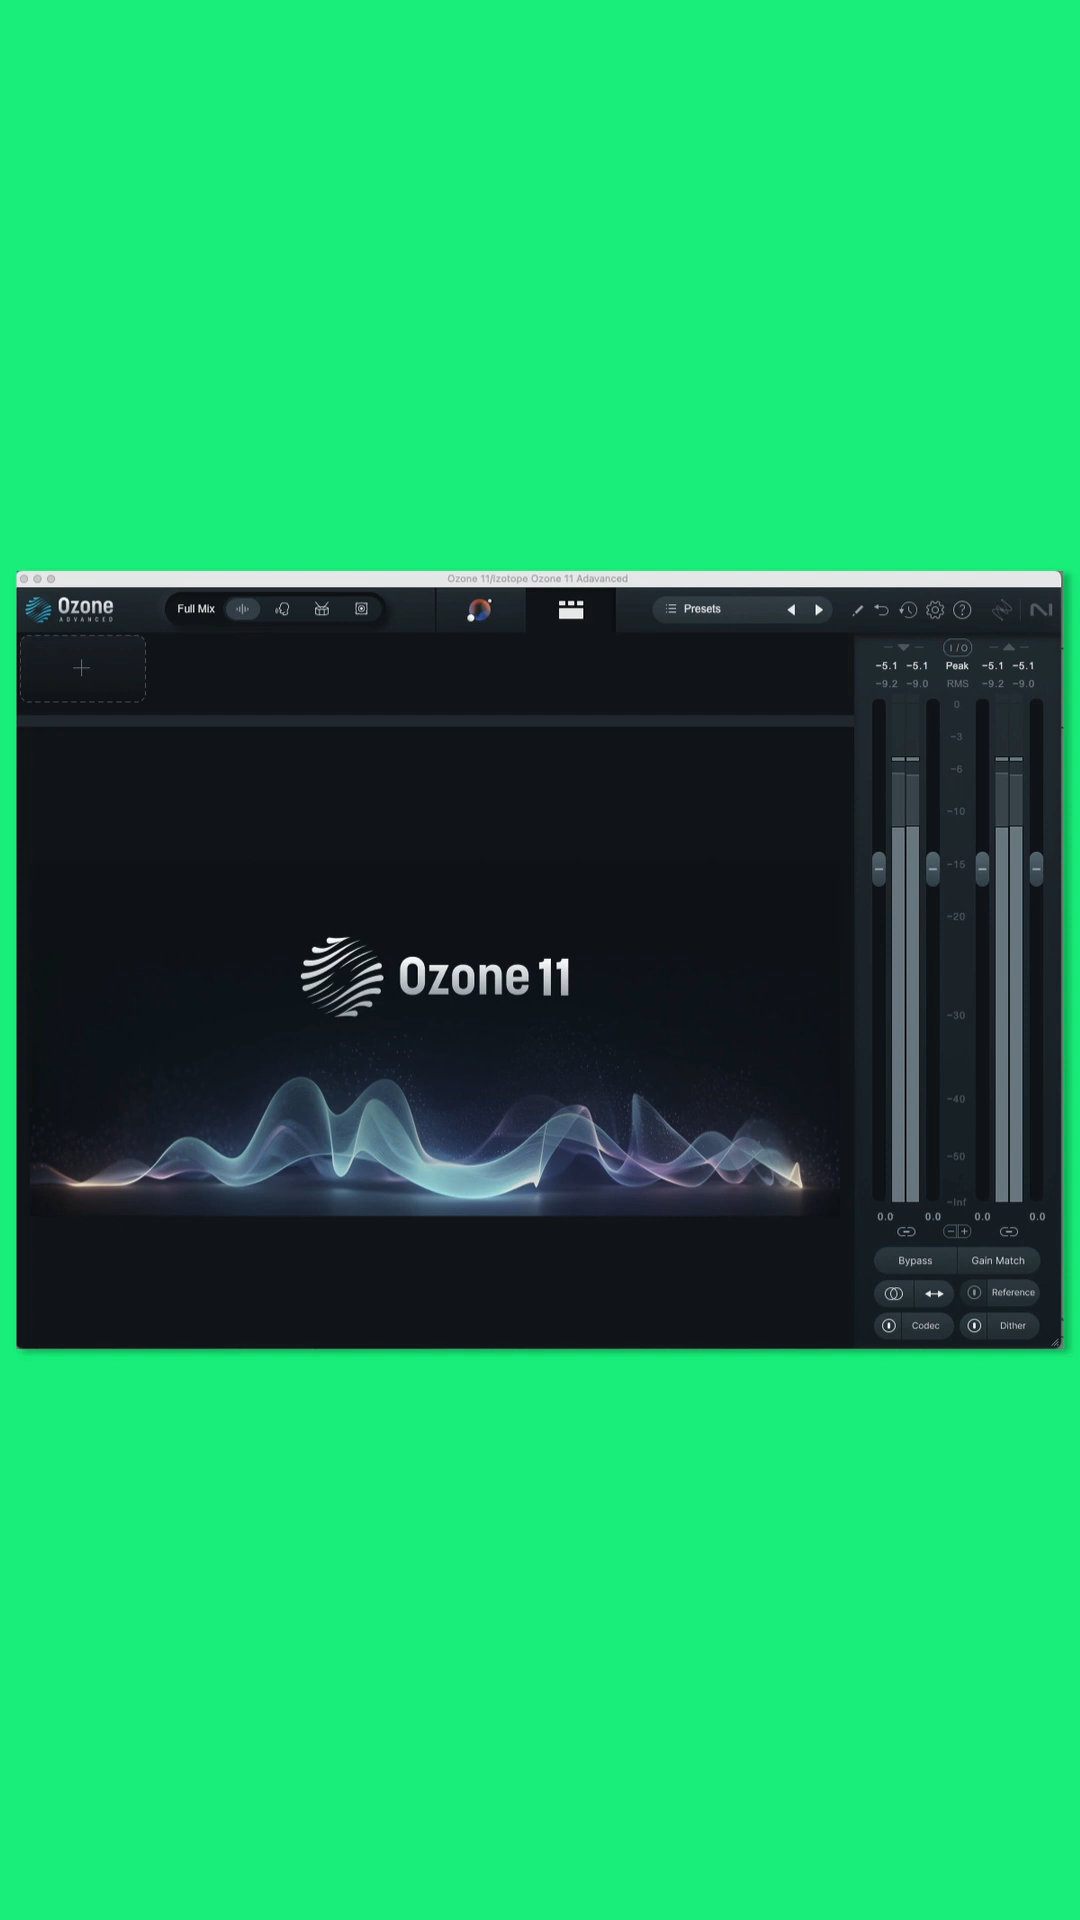 Ozone 11/Izotope Ozone 11 Adavanced
Ozone
ADVANCED
Full Mix
Presets
I/O
-5.1 -5.1 Peak -5.1 -5.1
-9.2 -9.0 RMS -9.2 -9.0
0
-3
-6
-10
-15
-20
-30
-40
-50
-Inf
0.0 0.0 0.0 0.0
Ozone 11
Bypass Gain Match
Reference
Codec Dither